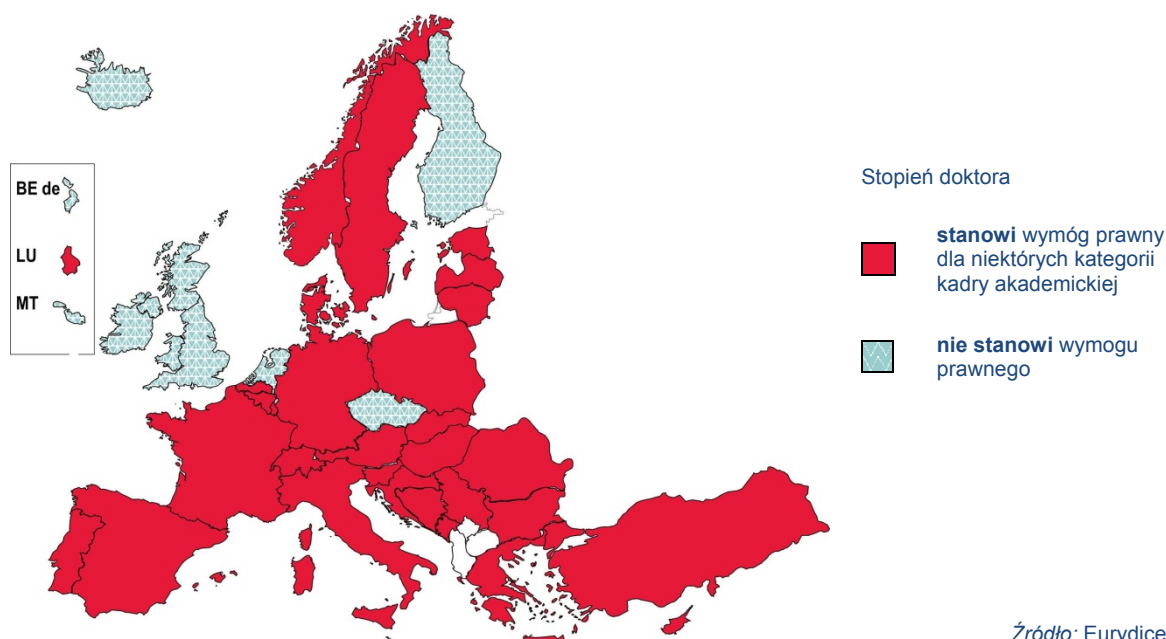 BE de
LU
MT
Stopień doktora
stanowi wymóg prawny
dla niektórych kategorii
kadry akademickiej
nie stanowi wymogu
prawnego
Źródło: Eurydice